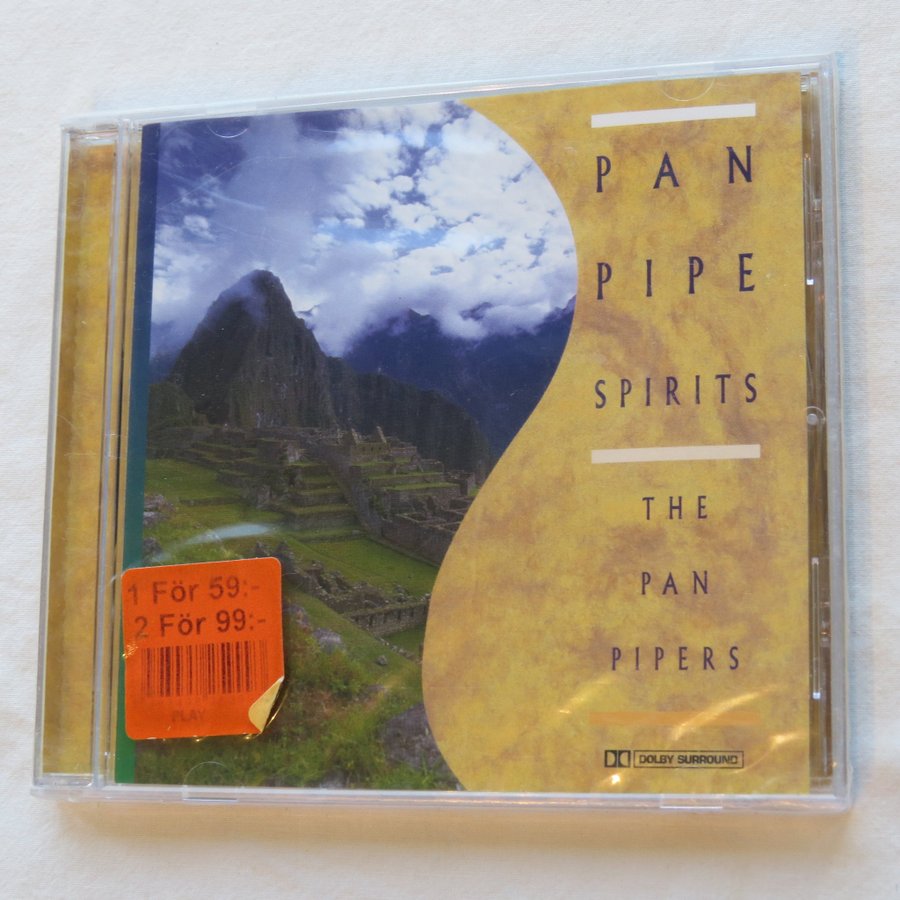 PAN
PIPE
SPIRITS
THE
PAN
PIPERS
DOLBY SURROUND
1 För 59:-
2 För 99:-
PLAY